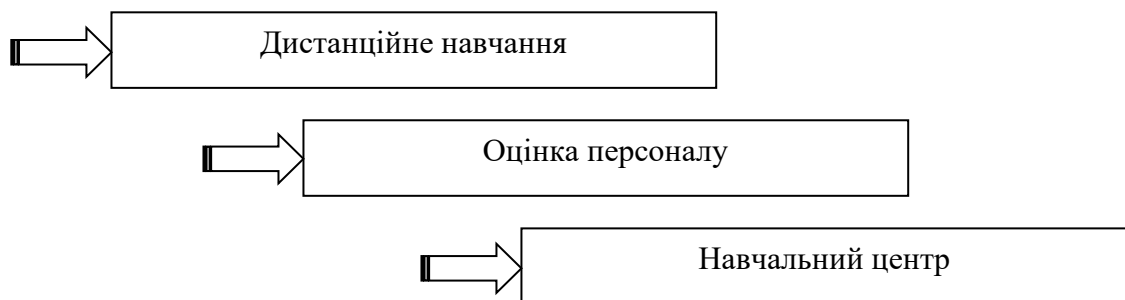 Дистанційне навчання
Оцінка персоналу
Навчальний центр